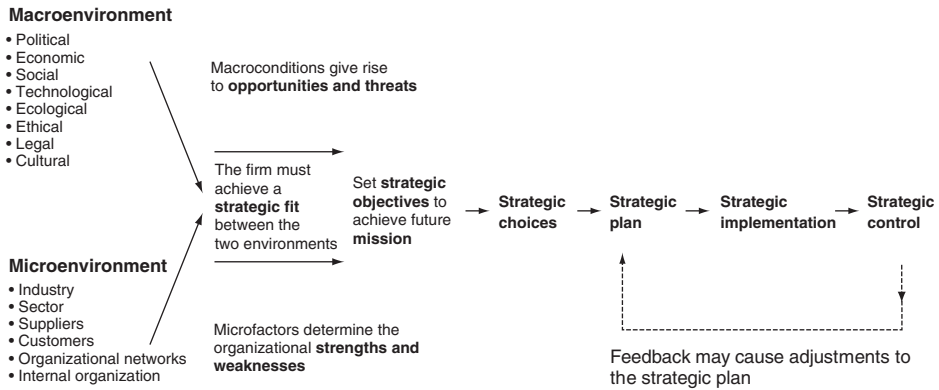 Macroenvironment
• Political
• Economic
• Social
• Technological
• Ecological
• Ethical
• Legal
• Cultural
Macroconditions give rise
to opportunities and threats
The firm must
achieve a
strategic fit
between the
two environments
Set strategic
objectives to
achieve future
mission
Strategic
choices
Strategic
plan
Strategic
implementation
Strategic
control
Microenvironment
• Industry
• Sector
• Suppliers
• Customers
• Organizational networks
• Internal organization
Microfactors determine the
organizational strengths and
weaknesses
Feedback may cause adjustments to
the strategic plan